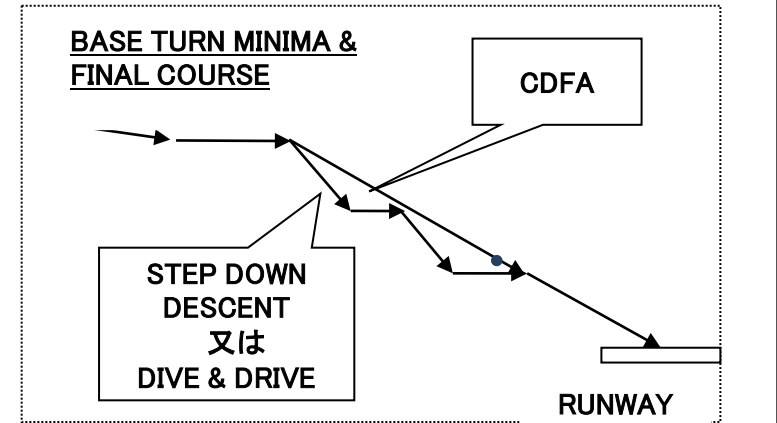 BASE TURN MINIMA &
FINAL COURSE
CDFA
STEP DOWN
DESCENT
又は
DIVE & DRIVE
RUNWAY